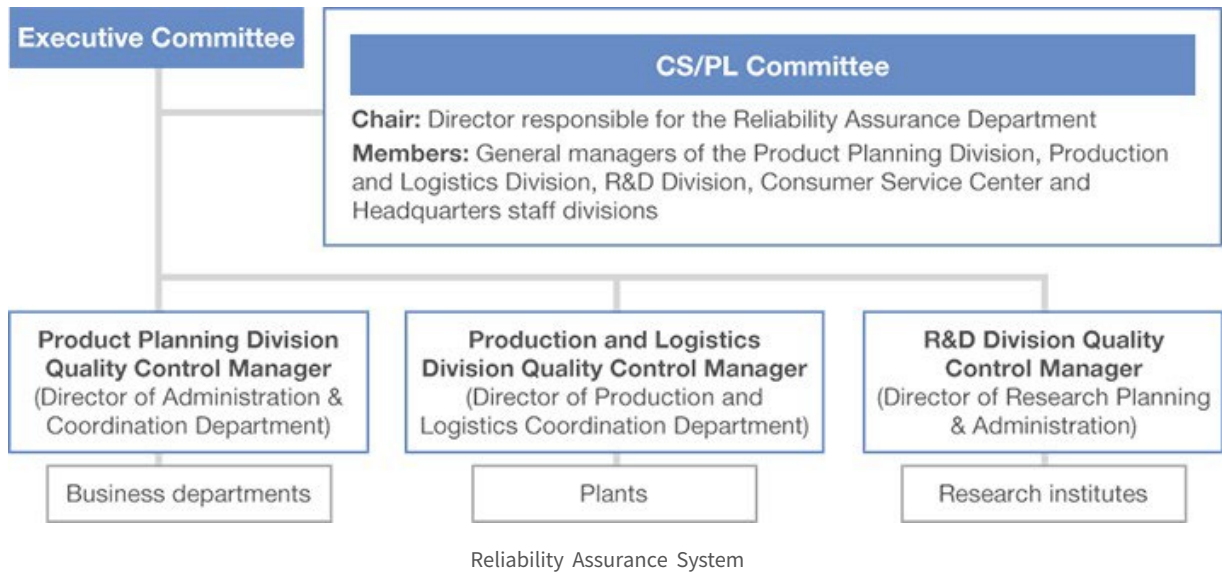 Executive Committee
CS/PL Committee
Chair: Director responsible for the Reliability Assurance Department
Members: General managers of the Product Planning Division, Production
and Logistics Division, R&D Division, Consumer Service Center and
Headquarters staff divisions
Product Planning Division
Quality Control Manager
(Director of Administration &
Coordination Department)
Production and Logistics
Division Quality Control Manager
(Director of Production and
Logistics Coordination Department)
R&D Division Quality
Control Manager
(Director of Research Planning
& Administration)
Business departments
Plants
Research institutes
Reliability Assurance System